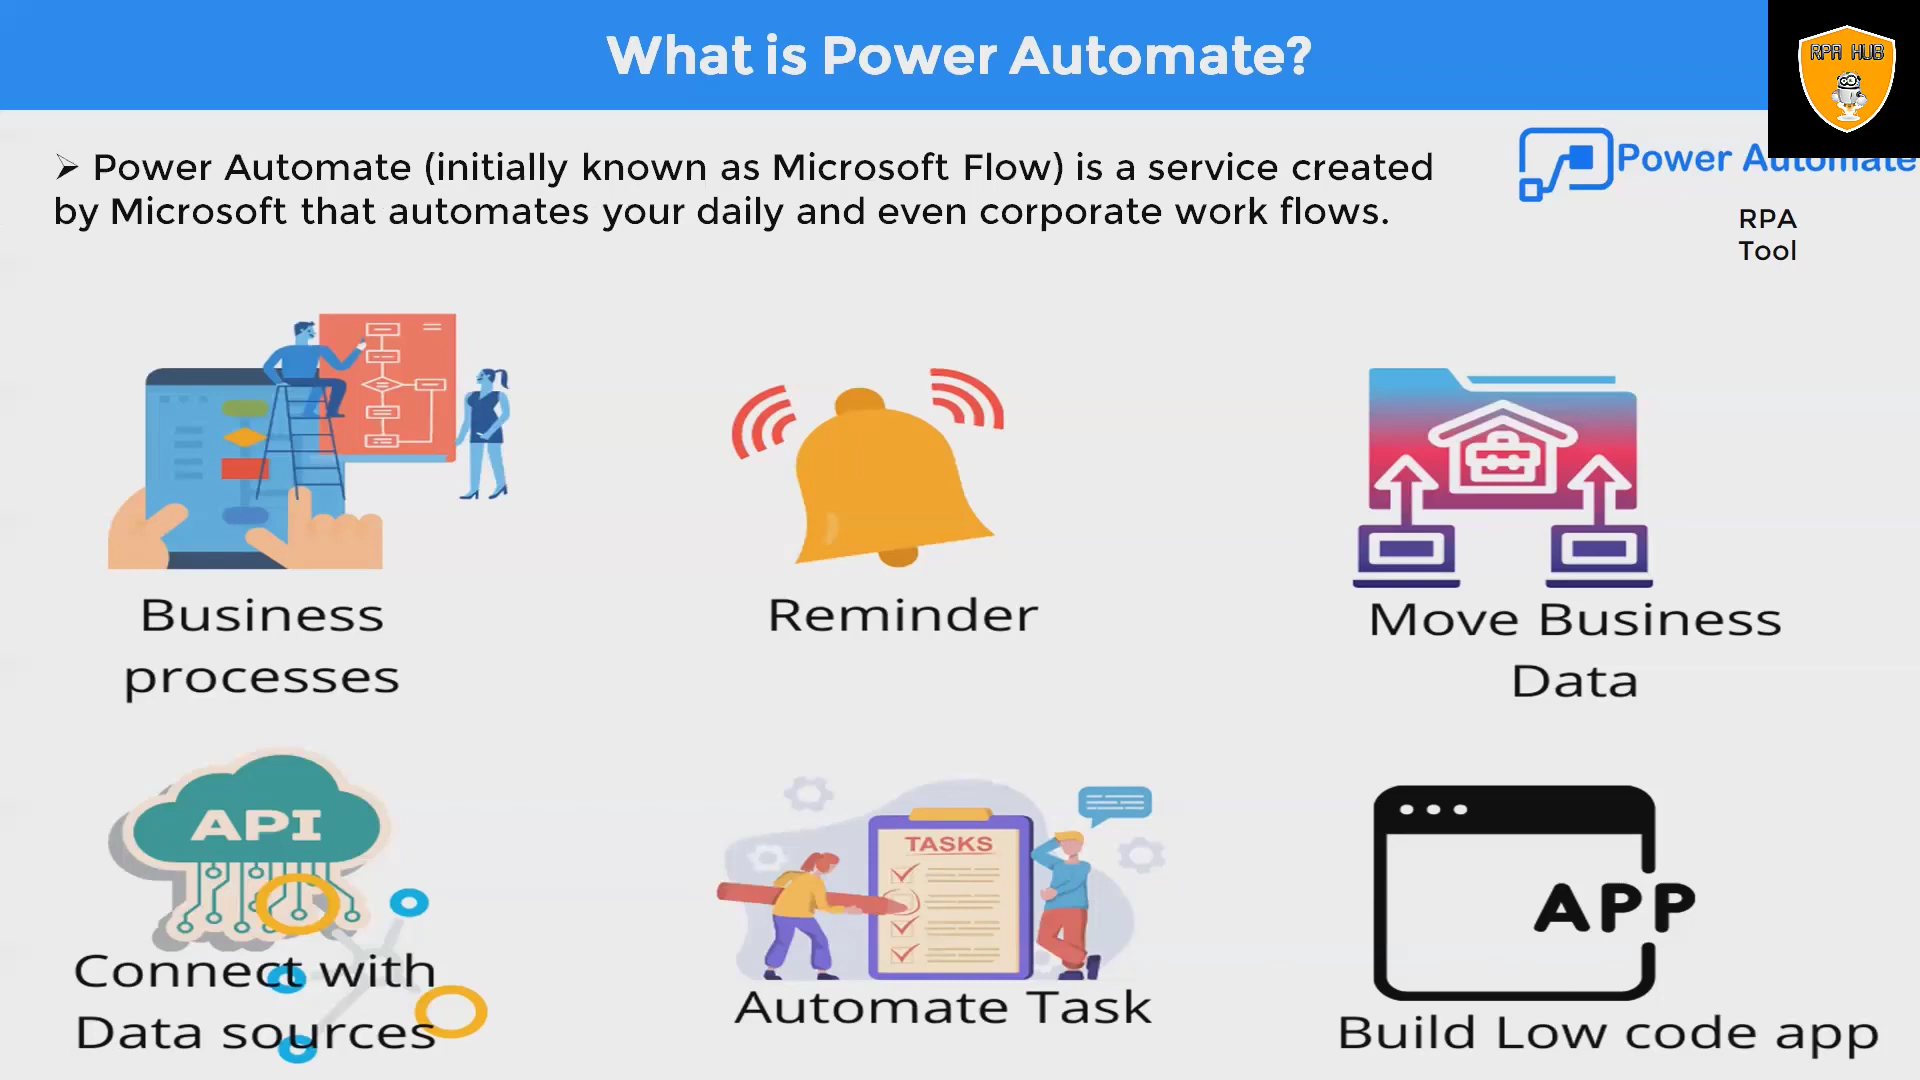 What is Power Automate?
RPA HUB
➢ Power Automate (initially known as Microsoft Flow) is a service created
by Microsoft that automates your daily and even corporate work flows.
Power Automate
RPA
Tool
Business
processes
Reminder
Move Business
Data
API
Connect with
Data sources
TASKS
Automate Task
APP
Build Low code app